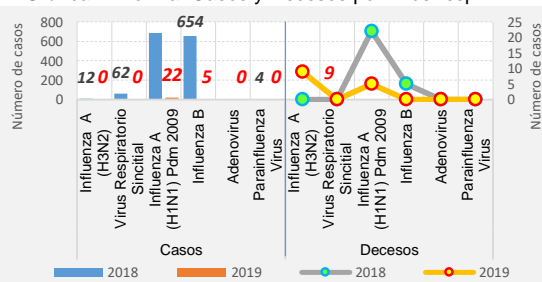 654
800
600
400
200
0
Número de casos
12 0 62 0 22 5 0 4 0
9
25
20
15
10
5
0
Número de casos
Influenza A (H3N2)
Virus Respiratorio Sincitial
Influenza A (H1N1) Pdm 2009
Influenza B
Adenovirus
Parainfluenza Virus
Influenza A (H3N2)
Virus Respiratorio Sincitial
Influenza A (H1N1) Pdm 2009
Influenza B
Adenovirus
Parainfluenza Virus
Casos Decesos
2018 2019 2018 2019